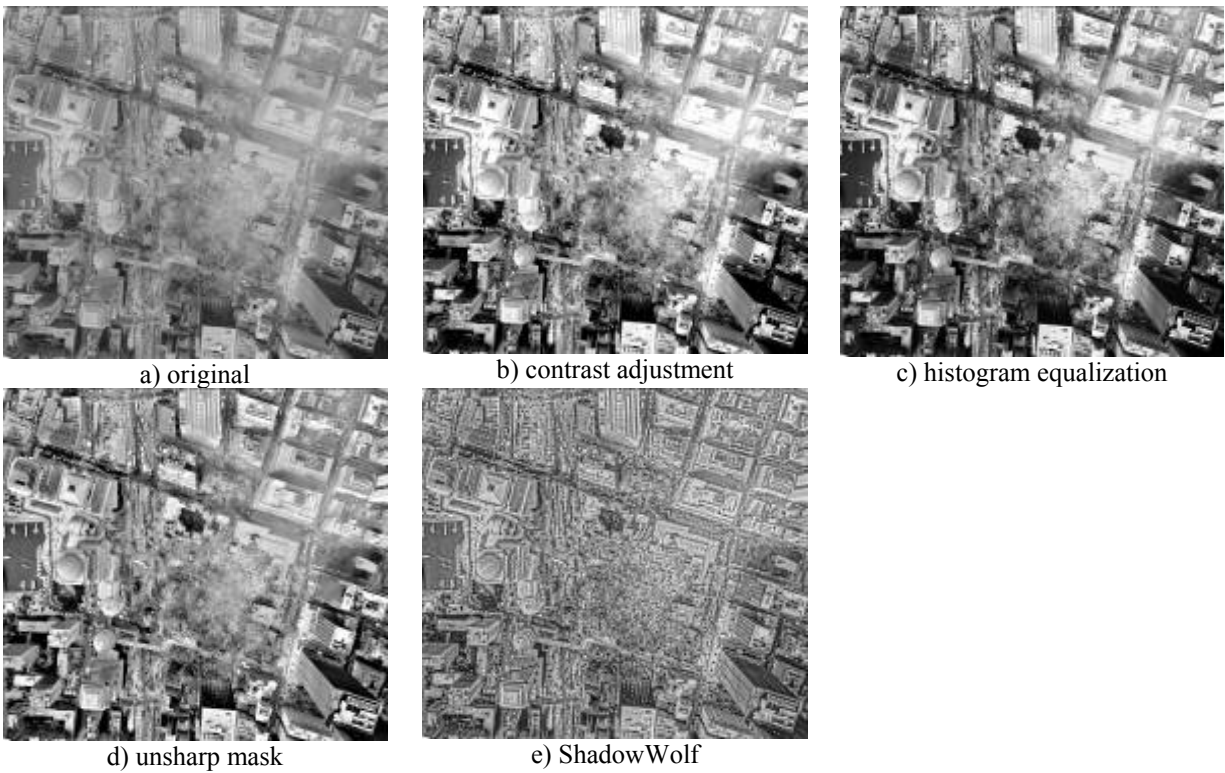 a) original
b) contrast adjustment
c) histogram equalization
d) unsharp mask
e) ShadowWolf